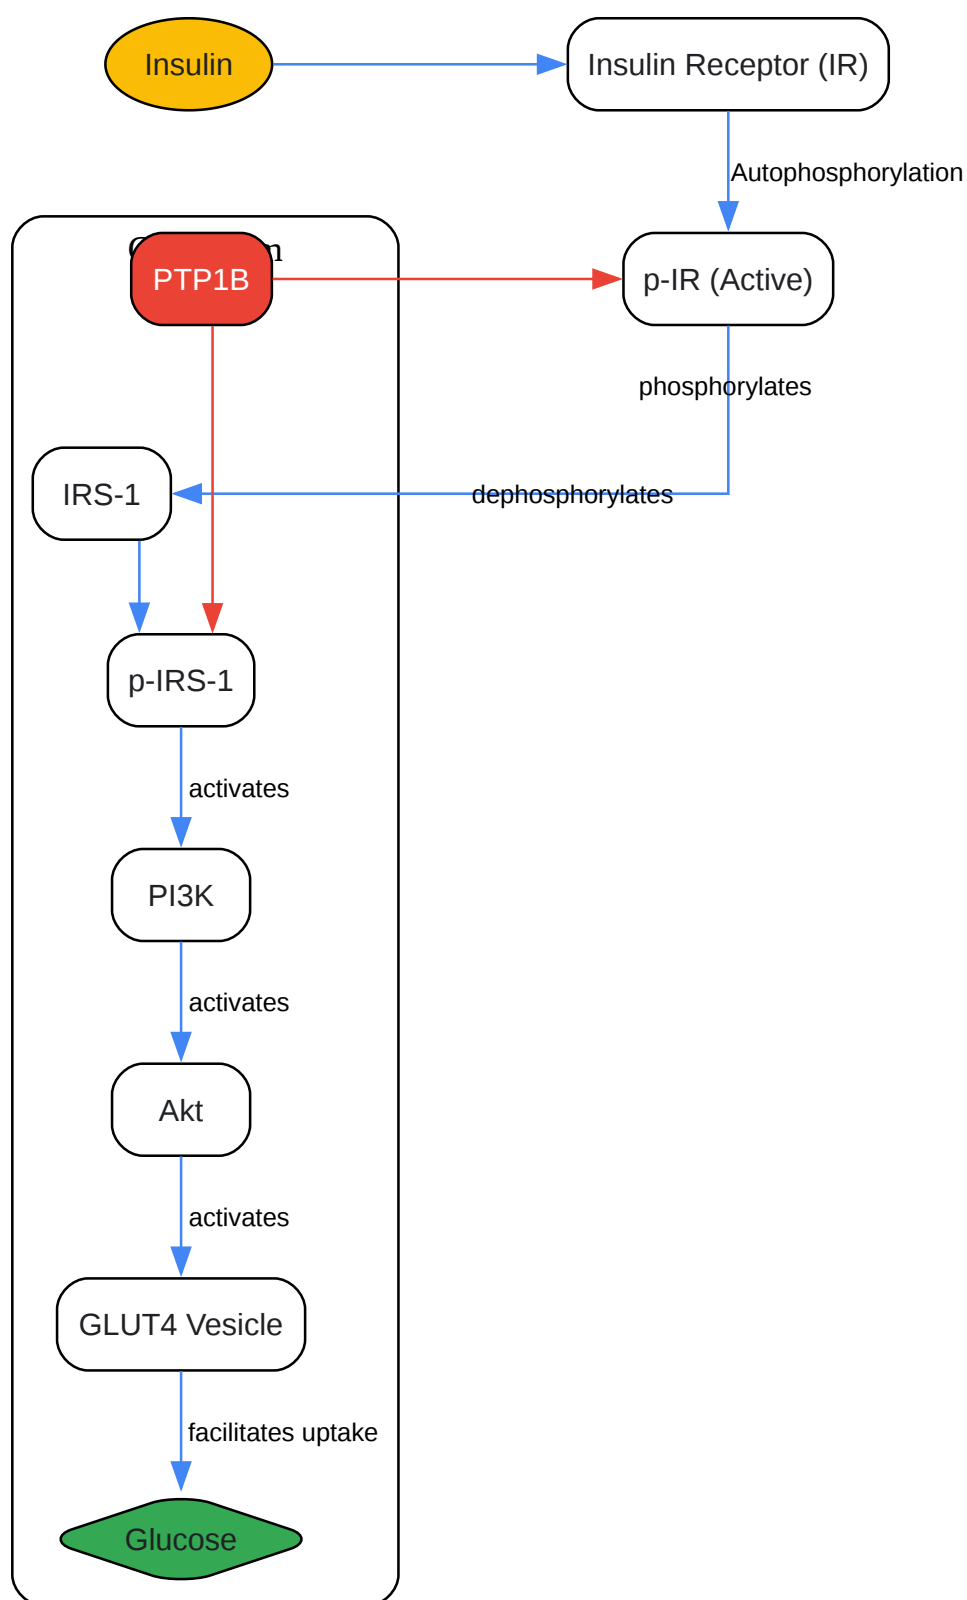 Insulin
Insulin Receptor (IR)
Autophosphorylation
PTP1B
p-IR (Active)
phosphorylates
IRS-1
dephosphorylates
p-IRS-1
activates
PI3K
activates
Akt
activates
GLUT4 Vesicle
facilitates uptake
Glucose